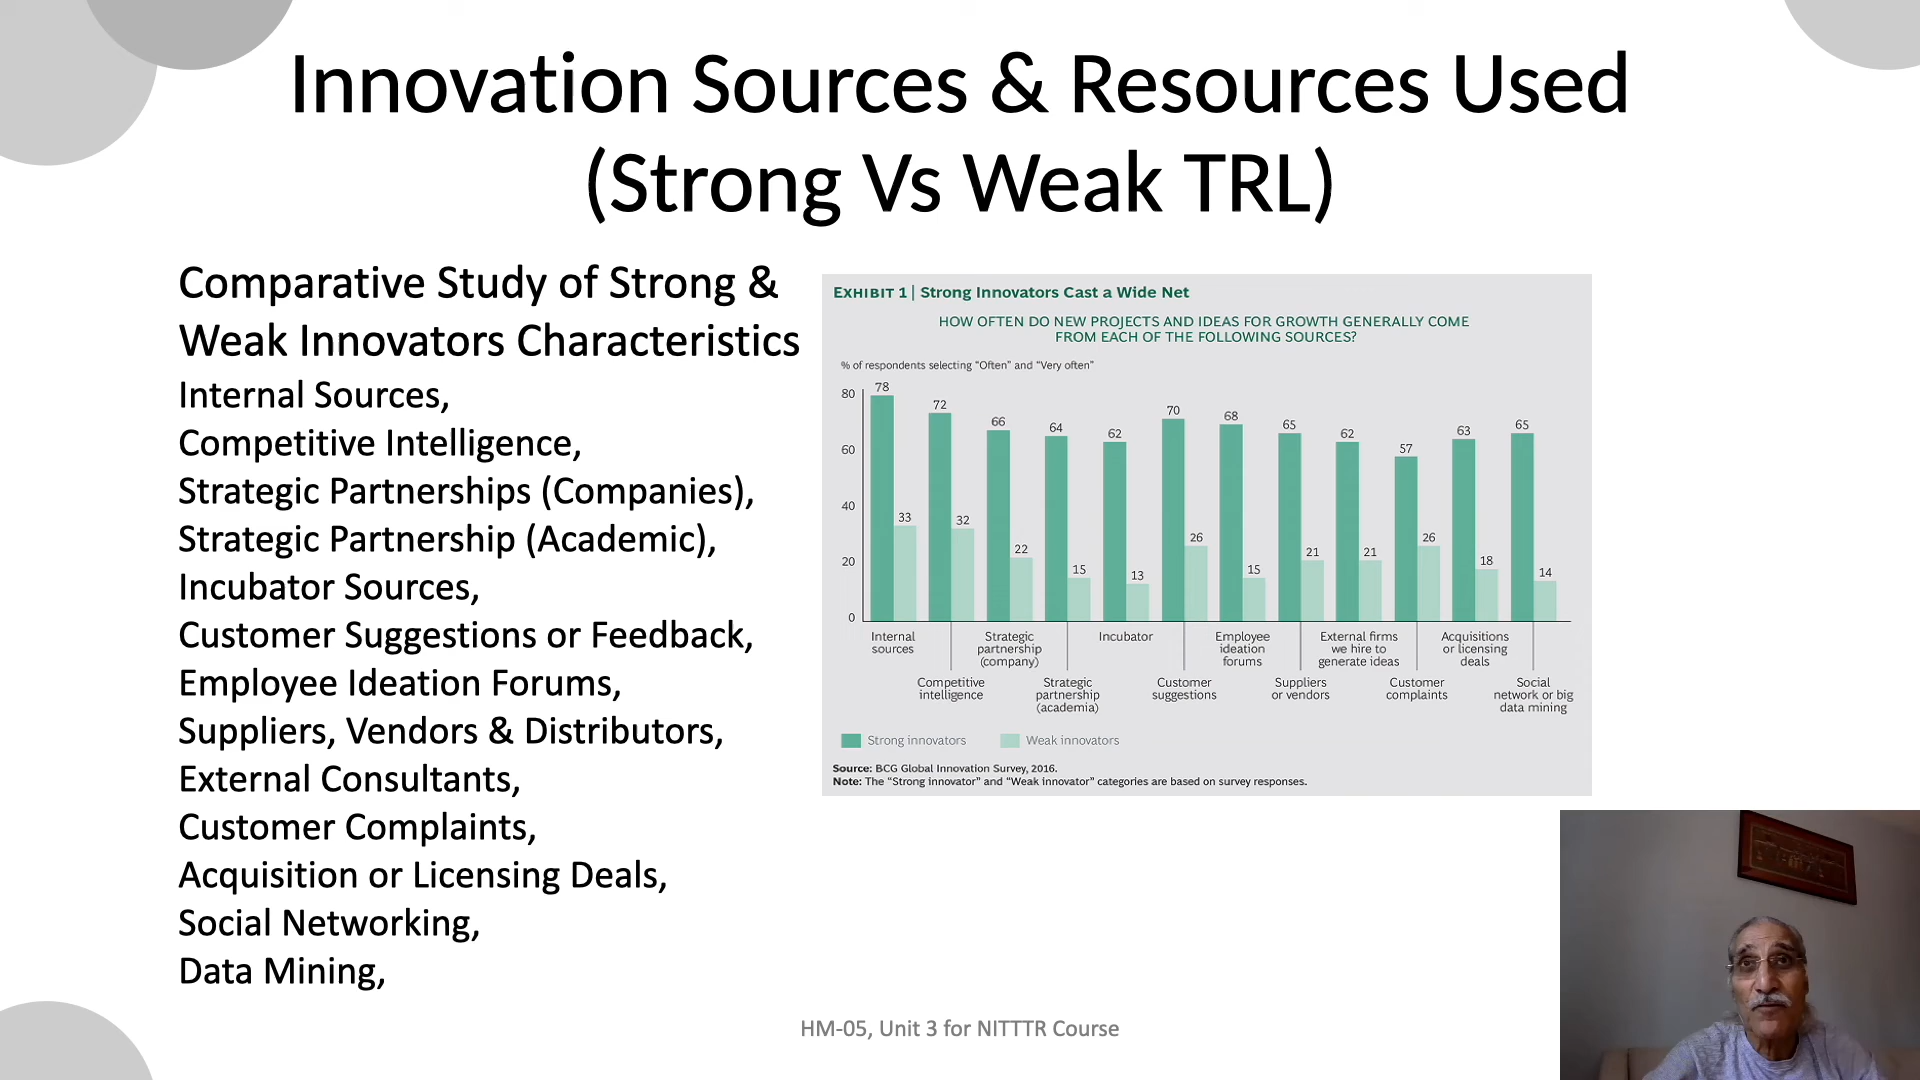 Innovation Sources & Resources Used
(Strong Vs Weak TRL)
Comparative Study of Strong &
Weak Innovators Characteristics
Internal Sources,
Competitive Intelligence,
Strategic Partnerships (Companies),
Strategic Partnership (Academic),
Incubator Sources,
Customer Suggestions or Feedback,
Employee Ideation Forums,
Suppliers, Vendors & Distributors,
External Consultants,
Customer Complaints,
Acquisition or Licensing Deals,
Social Networking,
Data Mining,
EXHIBIT 1 | Strong Innovators Cast a Wide Net
HOW OFTEN DO NEW PROJECTS AND IDEAS FOR GROWTH GENERALLY COME
FROM EACH OF THE FOLLOWING SOURCES?
% of respondents selecting “Often” and “Very often”
80
60
40
20
0
78 33
72 32
66 22
64 15
62 13
70 26
68 15
65 21
62 21
57 26
63 18
65 14
Internal
sources
Competitive
intelligence
Strategic
partnership
(company)
Strategic
partnership
(academia)
Incubator
Customer
suggestions
Employee
ideation
forums
Suppliers
or vendors
External firms
we hire to
generate ideas
Customer
complaints
Acquisitions
or licensing
deals
Social
network or big
data mining
Strong innovators
Weak innovators
Source: BCG Global Innovation Survey, 2016.
Note: The “Strong innovator” and “Weak innovator” categories are based on survey responses.
HM-05, Unit 3 for NITTTR Course